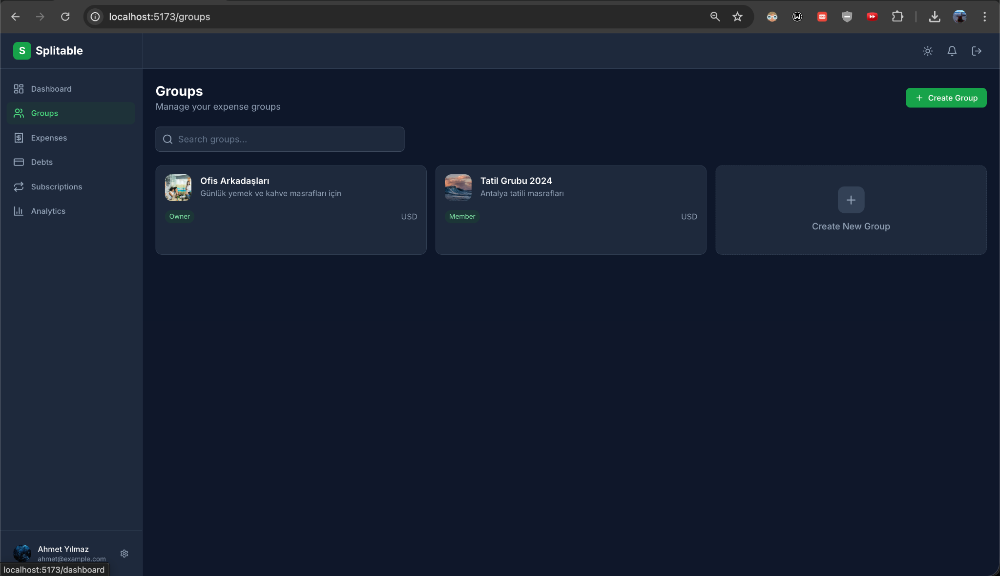 localhost:5173/groups
S Splitable
Dashboard
Groups
Expenses
Debts
Subscriptions
Analytics
Groups
Manage your expense groups
+ Create Group
Search groups...
Ofis Arkadaşları
Günlük yemek ve kahve masrafları için
Owner
USD
Tatil Grubu 2024
Antalya tatili masrafları
Member
USD
Create New Group
Ahmet Yılmaz
ahmet@example.com
localhost:5173/dashboard